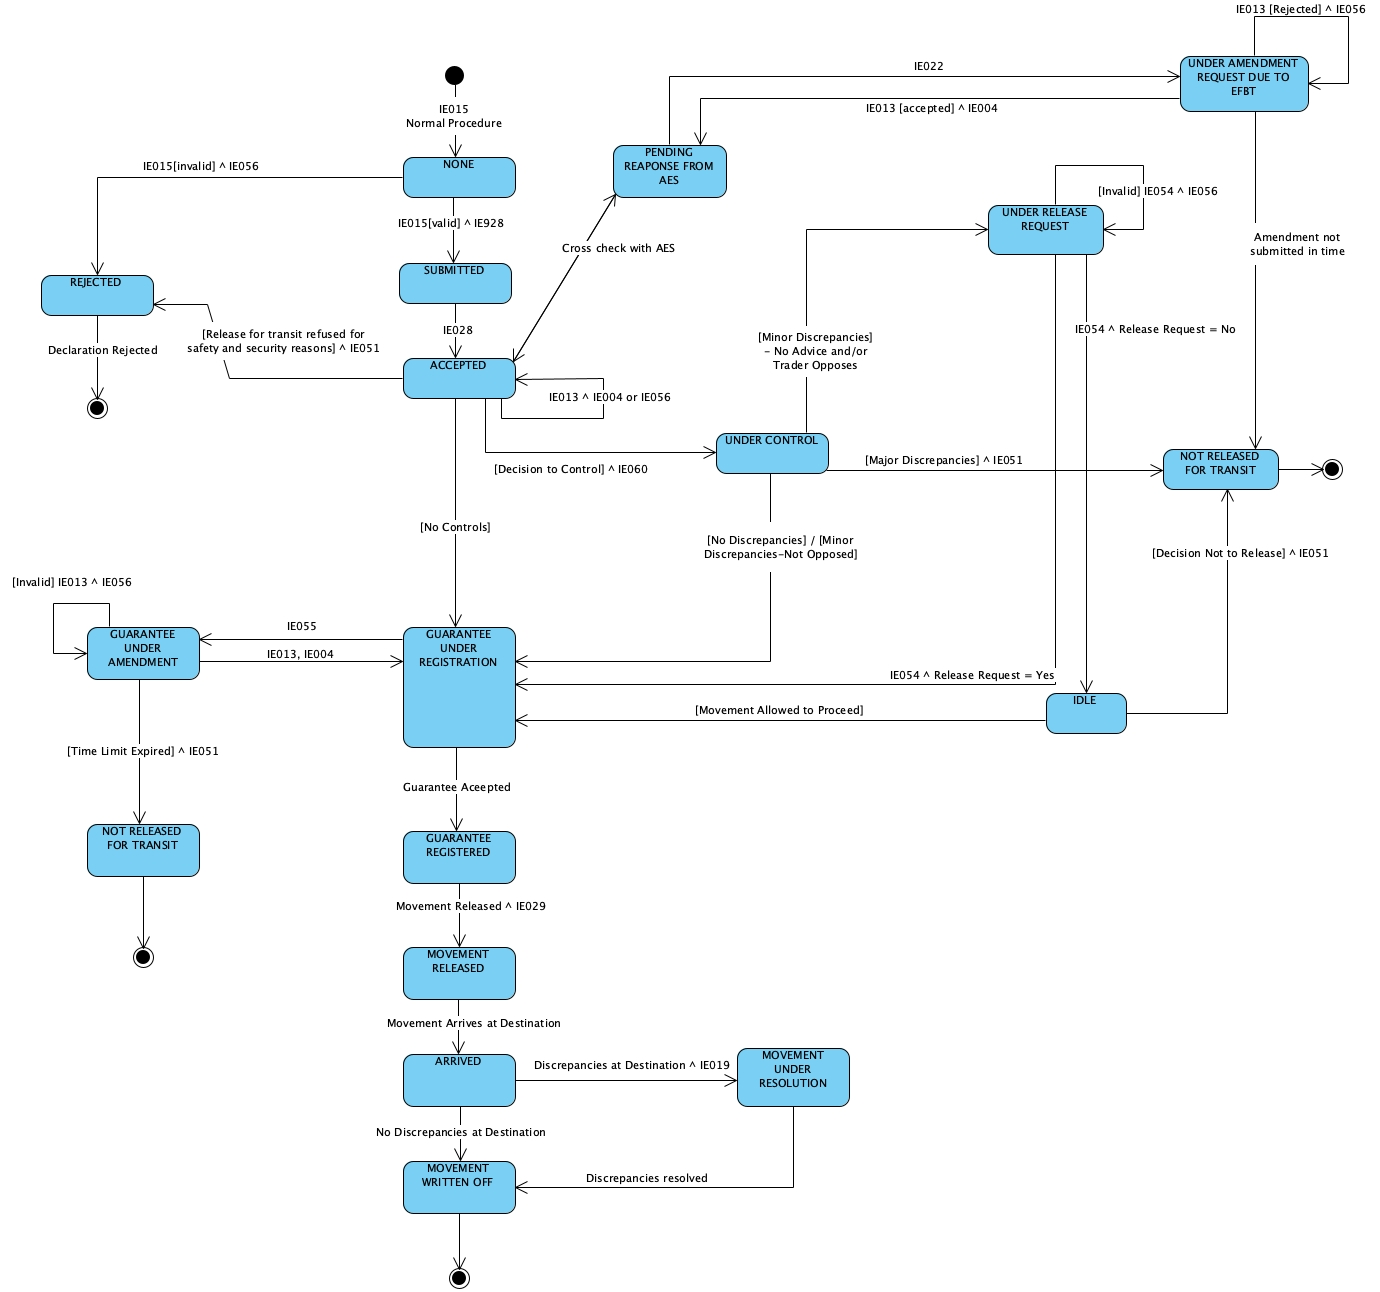 IE013 [Rejected] ^ IE056
UNDER AMENDMENT
REQUEST DUE TO
EFBT
IE022
IE013 [accepted] ^ IE004
IE015
Normal Procedure
NONE
PENDING
REAPONSE FROM
AES
IE015[invalid] ^ IE056
[Invalid] IE054 ^ IE056
UNDER RELEASE
REQUEST
IE015[valid] ^ IE928
Cross check with AES
Amendment not
submitted in time
SUBMITTED
REJECTED
IE028
[Release for transit refused for
safety and security reasons] ^ IE051
Declaration Rejected
[Minor Discrepancies]
- No Advice and/or
Trader Opposes
IE054 ^ Release Request = No
ACCEPTED
IE013 ^ IE004 or IE056
UNDER CONTROL
[Decision to Control] ^ IE060
[Major Discrepancies] ^ IE051
NOT RELEASED
FOR TRANSIT
[No Controls]
[No Discrepancies] / [Minor
Discrepancies-Not Opposed]
[Decision Not to Release] ^ IE051
[Invalid] IE013 ^ IE056
GUARANTEE
UNDER
AMENDMENT
IE055
IE013, IE004
GUARANTEE
UNDER
REGISTRATION
IE054 ^ Release Request = Yes
IDLE
[Movement Allowed to Proceed]
[Time Limit Expired] ^ IE051
Guarantee Aceepted
NOT RELEASED
FOR TRANSIT
GUARANTEE
REGISTERED
Movement Released ^ IE029
MOVEMENT
RELEASED
Movement Arrives at Destination
ARRIVED
Discrepancies at Destination ^ IE019
MOVEMENT
UNDER
RESOLUTION
No Discrepancies at Destination
MOVEMENT
WRITTEN OFF
Discrepancies resolved